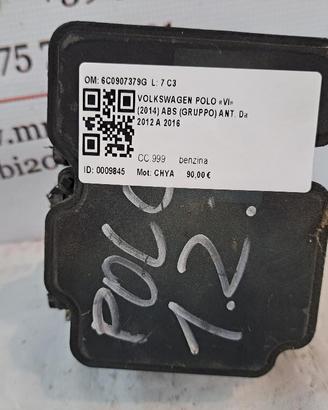 OM: 6C0907379G L: 7 C3
VOLKSWAGEN POLO «VI»
(2014) ABS (GRUPPO) ANT. Da
2012 A 2016
CC 999 benzina
ID: 0009845 Mot: CHYA 90,00 €
POLO
1.2.